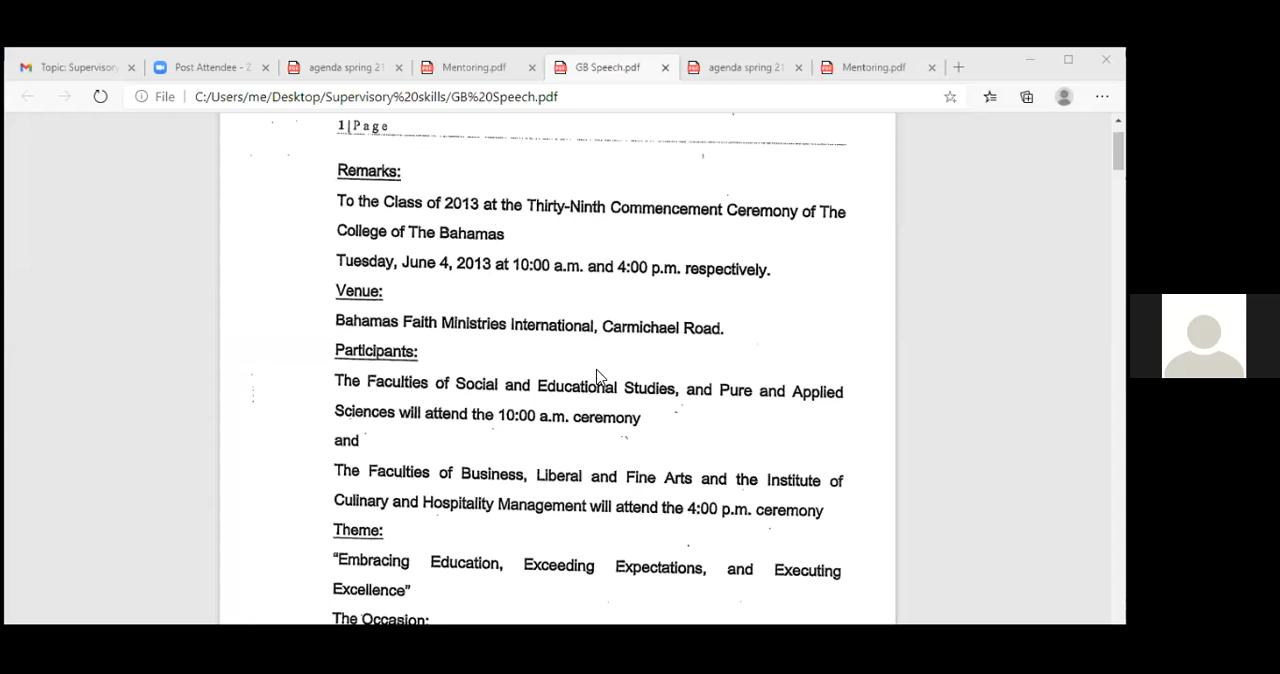 Topic: Supervisory
Post Attendee - Z
agenda spring 21
Mentoring.pdf
GB Speech.pdf
agenda spring 21
Mentoring.pdf
File
C:/Users/me/Desktop/Supervisory%20skills/GB%20Speech.pdf
1|Page
Remarks:
To the Class of 2013 at the Thirty-Ninth Commencement Ceremony of The
College of The Bahamas
Tuesday, June 4, 2013 at 10:00 a.m. and 4:00 p.m. respectively.
Venue:
Bahamas Faith Ministries International, Carmichael Road.
Participants:
The Faculties of Social and Educational Studies, and Pure and Applied
Sciences will attend the 10:00 a.m. ceremony
and
The Faculties of Business, Liberal and Fine Arts and the Institute of
Culinary and Hospitality Management will attend the 4:00 p.m. ceremony
Theme:
“Embracing Education, Exceeding Expectations, and Executing
Excellence”
The Occasion: